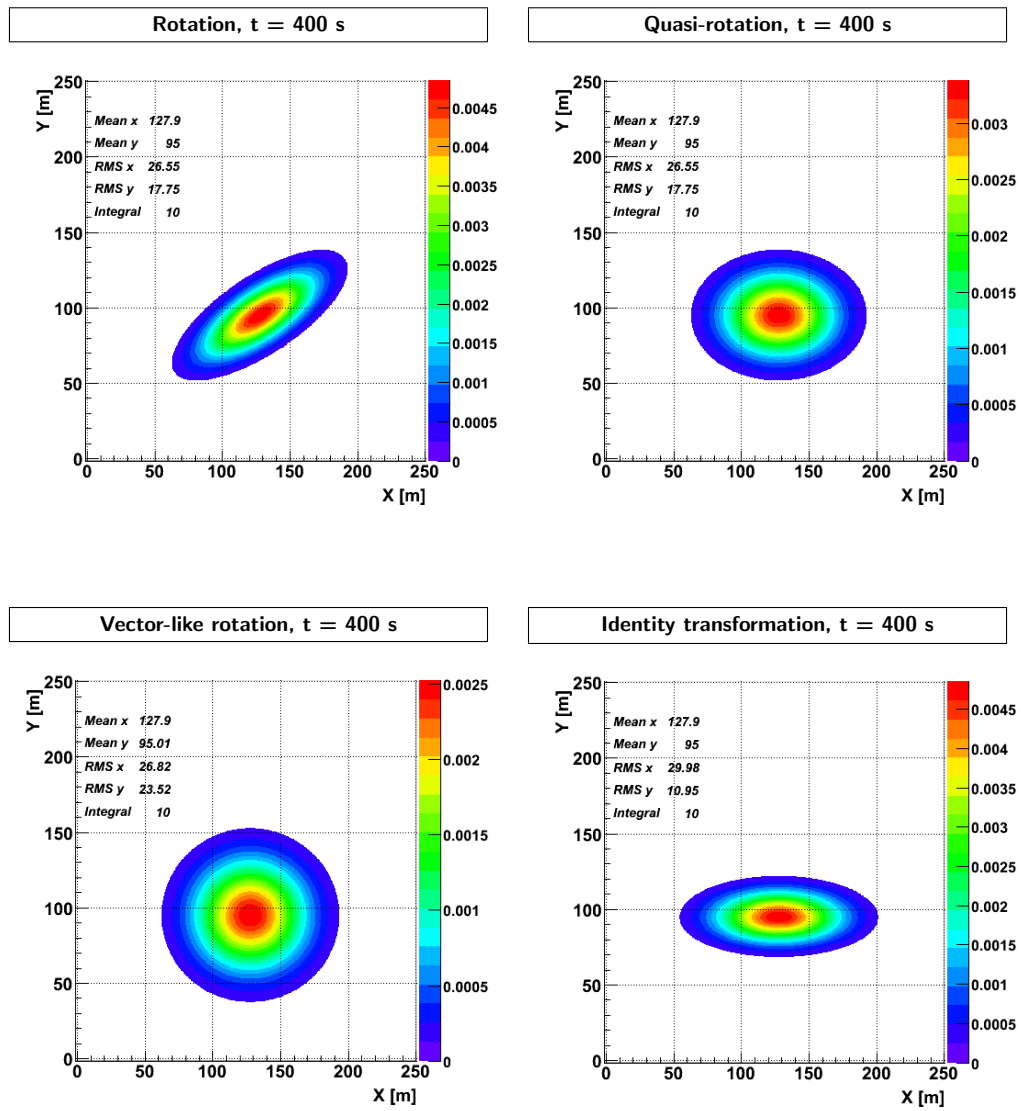 Rotation, t = 400 s
Y [m]
250
200
150
100
50
0
Mean x 127.9
Mean y 95
RMS x 26.55
RMS y 17.75
Integral 10
0 50 100 150 200 250
X [m]
0.0045
0.004
0.0035
0.003
0.0025
0.002
0.0015
0.001
0.0005
0
Quasi-rotation, t = 400 s
Y [m]
250
200
150
100
50
0
Mean x 127.9
Mean y 95
RMS x 26.55
RMS y 17.75
Integral 10
0 50 100 150 200 250
X [m]
0.003
0.0025
0.002
0.0015
0.001
0.0005
0
Vector-like rotation, t = 400 s
Y [m]
250
200
150
100
50
0
Mean x 127.9
Mean y 95.01
RMS x 26.82
RMS y 23.52
Integral 10
0 50 100 150 200 250
X [m]
0.0025
0.002
0.0015
0.001
0.0005
0
Identity transformation, t = 400 s
Y [m]
250
200
150
100
50
0
Mean x 127.9
Mean y 95
RMS x 29.98
RMS y 10.95
Integral 10
0 50 100 150 200 250
X [m]
0.0045
0.004
0.0035
0.003
0.0025
0.002
0.0015
0.001
0.0005
0